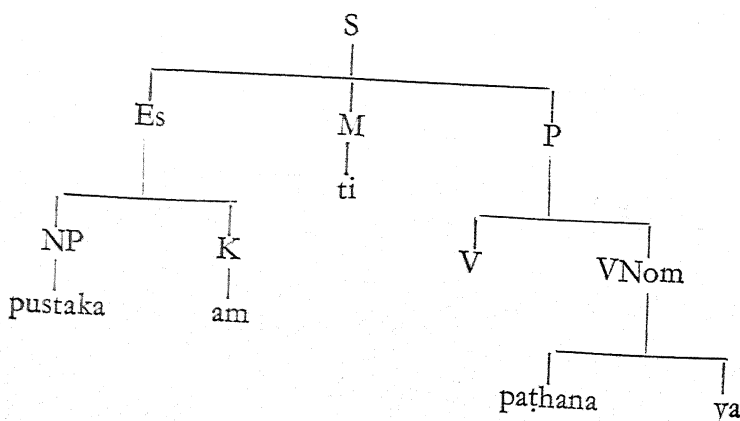 S
Es M P
ti
NP K V VNom
pustaka am
paṭhana ya